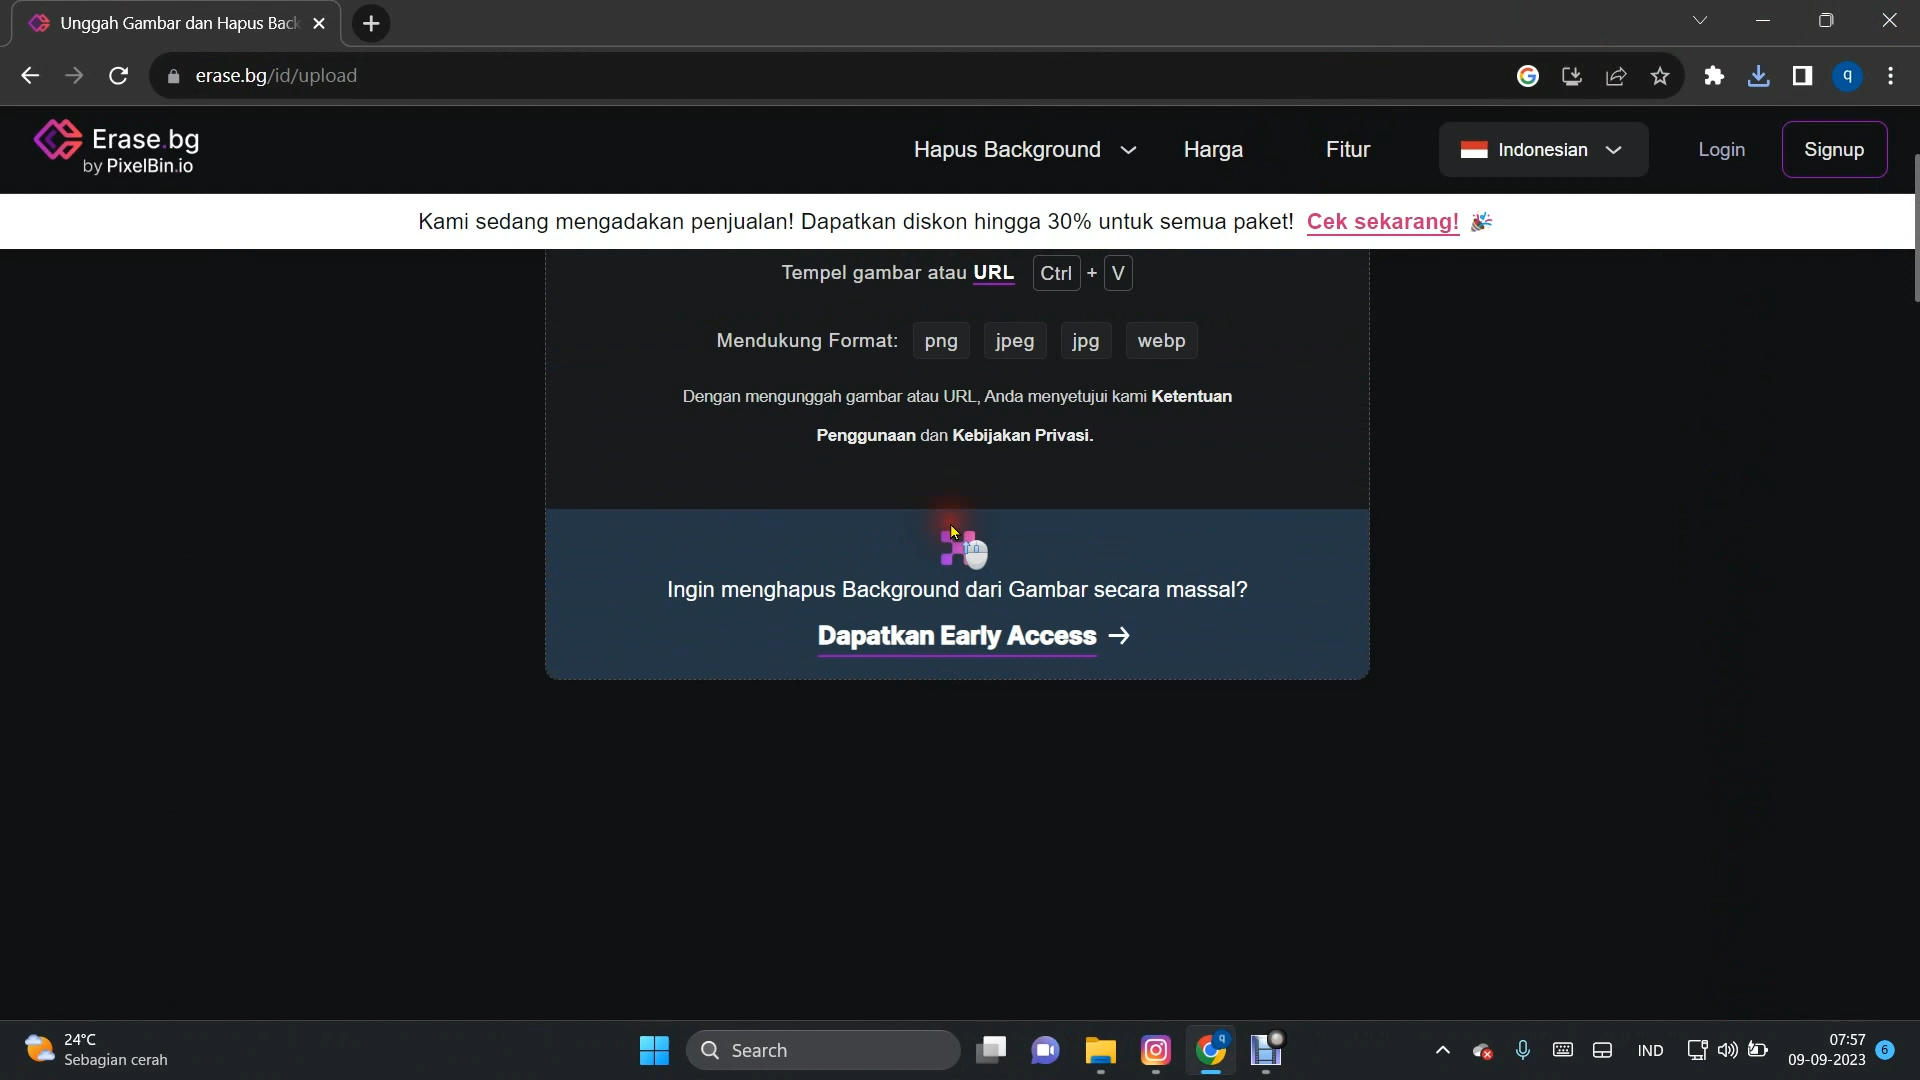 Unggah Gambar dan Hapus Back
erase.bg/id/upload
q
Erase.bg
by PixelBin.io
Hapus Background
Harga
Fitur
Indonesian
Login
Signup
Kami sedang mengadakan penjualan! Dapatkan diskon hingga 30% untuk semua paket! Cek sekarang!
Tempel gambar atau URL Ctrl + V
Mendukung Format: png jpeg jpg webp
Dengan mengunggah gambar atau URL, Anda menyetujui kami Ketentuan
Penggunaan dan Kebijakan Privasi.
Ingin menghapus Background dari Gambar secara massal?
Dapatkan Early Access →
24°C
Sebagian cerah
Search
q
IND
07:57
09-09-2023
6